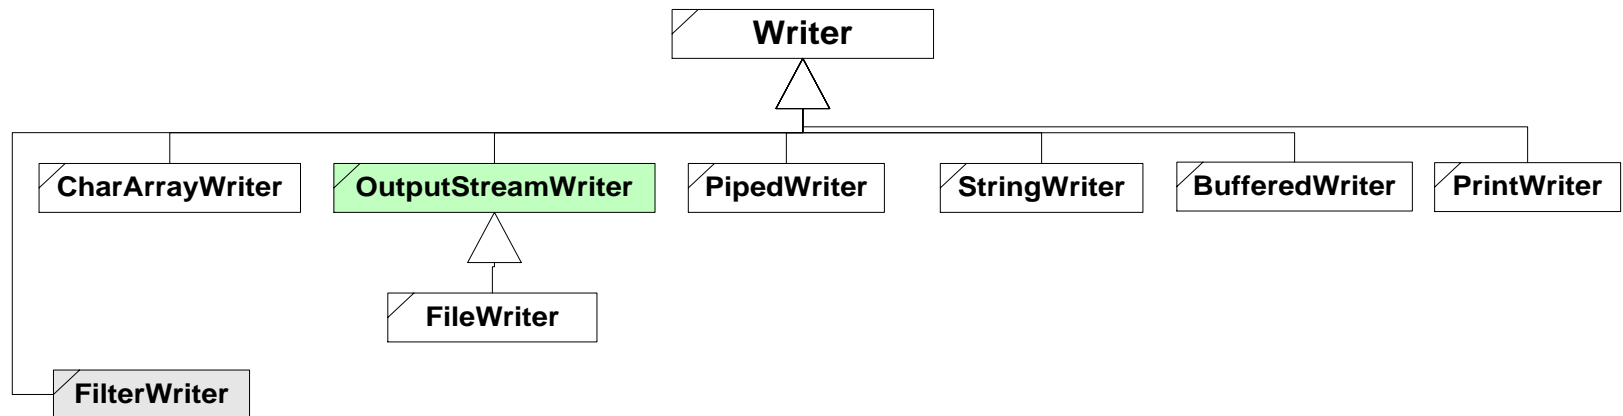 Writer
CharArrayWriter
OutputStreamWriter
PipedWriter
StringWriter
BufferedWriter
PrintWriter
FileWriter
FilterWriter